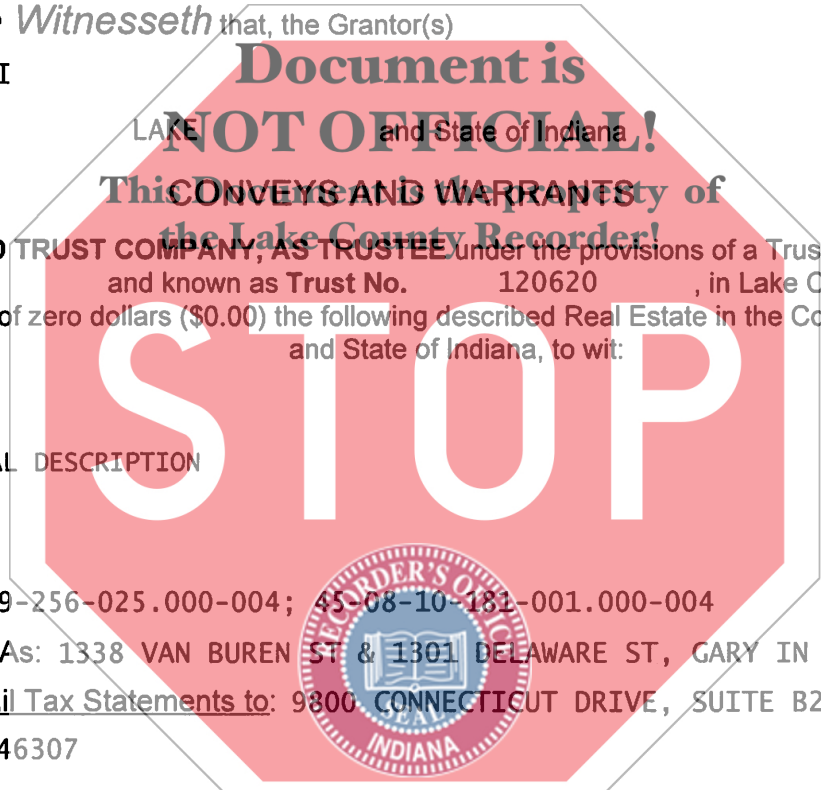 Witnesseth that, the Grantor(s)
Document is
I
NOT OFFICIAL!
LAKE and State of Indiana
This Document is the property of
CONVEYS AND WARRANTS
the Lake County Recorder!
TRUST COMPANY, AS TRUSTEE under the provisions of a Trus
and known as Trust No. 120620 , in Lake C
of zero dollars ($0.00) the following described Real Estate in the Co
and State of Indiana, to wit:
STOP
AL DESCRIPTION
RECORDER'S OFFICE
9-256-025.000-004; 45-08-10-181-001.000-004
As: 1338 VAN BUREN ST & 1301 DELAWARE ST, GARY IN
il Tax Statements to: 9800 CONNECTICUT DRIVE, SUITE B2
SEAL
46307
INDIANA